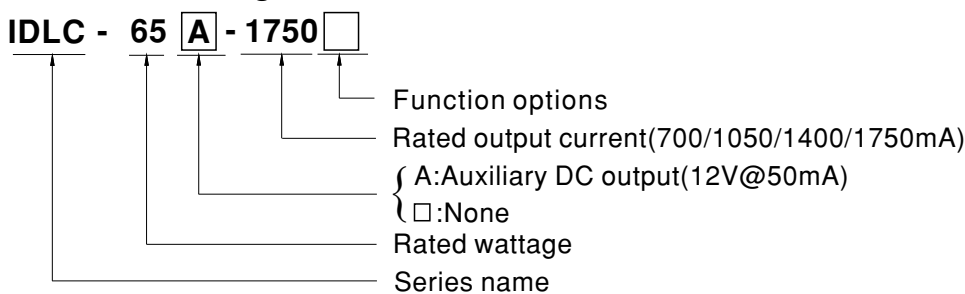 IDLC - 65 A - 1750 □
Function options
Rated output current(700/1050/1400/1750mA)
A:Auxiliary DC output(12V@50mA)
□:None
Rated wattage
Series name